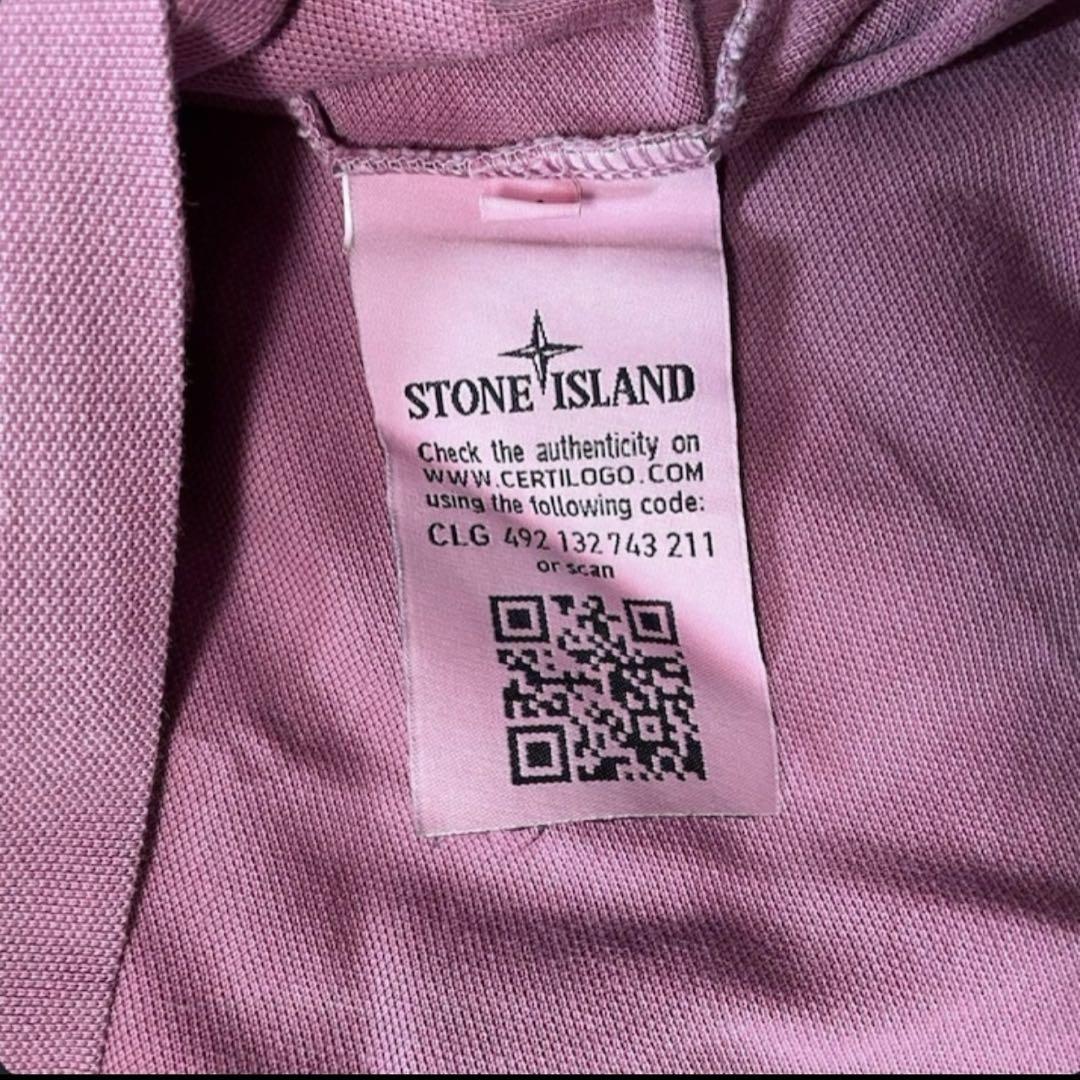 STONE ISLAND
Check the authenticity on
WWW.CERTILOGO.COM
using the following code:
CLG 492 132 743 211
or scan